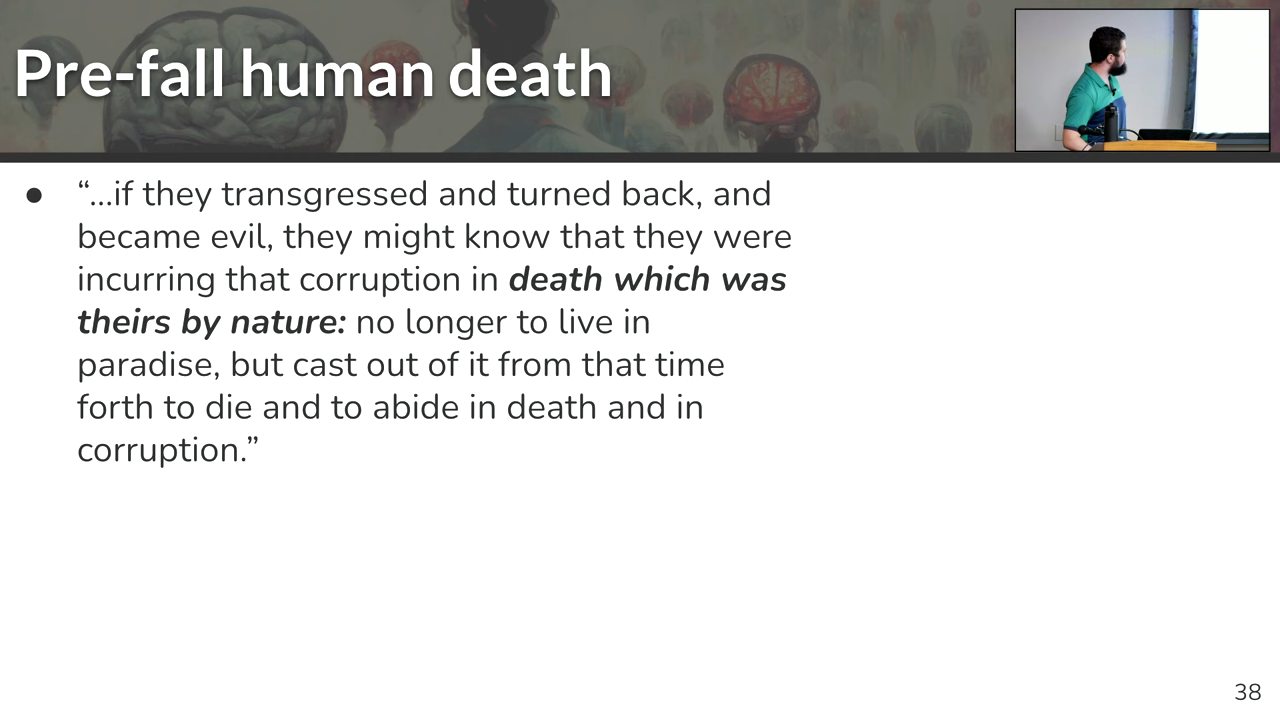 Pre-fall human death
● “...if they transgressed and turned back, and
became evil, they might know that they were
incurring that corruption in death which was
theirs by nature: no longer to live in
paradise, but cast out of it from that time
forth to die and to abide in death and in
corruption.”
38